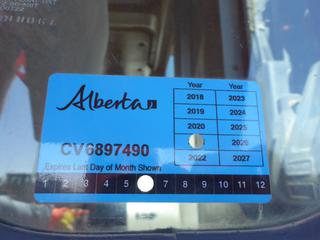 Alberta
Year Year
2018 2023
2019 2024
2020 2025
2026
2022 2027
CV6897490
Expires Last Day of Month Shown
1 2 3 4 5 7 8 9 10 11 12